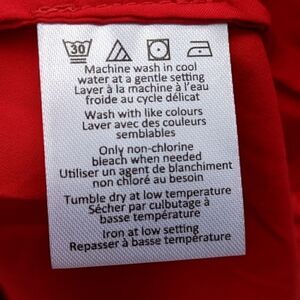 30
Machine wash in cool
water at a gentle setting
Laver à la machine à l'eau
froide au cycle délicat
Wash with like colours
Laver avec des couleurs
semblables
Only non-chlorine
bleach when needed
Utiliser un agent de blanchiment
non chloré au besoin
Tumble dry at low temperature
Sécher par culbutage à
basse température
Iron at low setting
Repasser à basse température